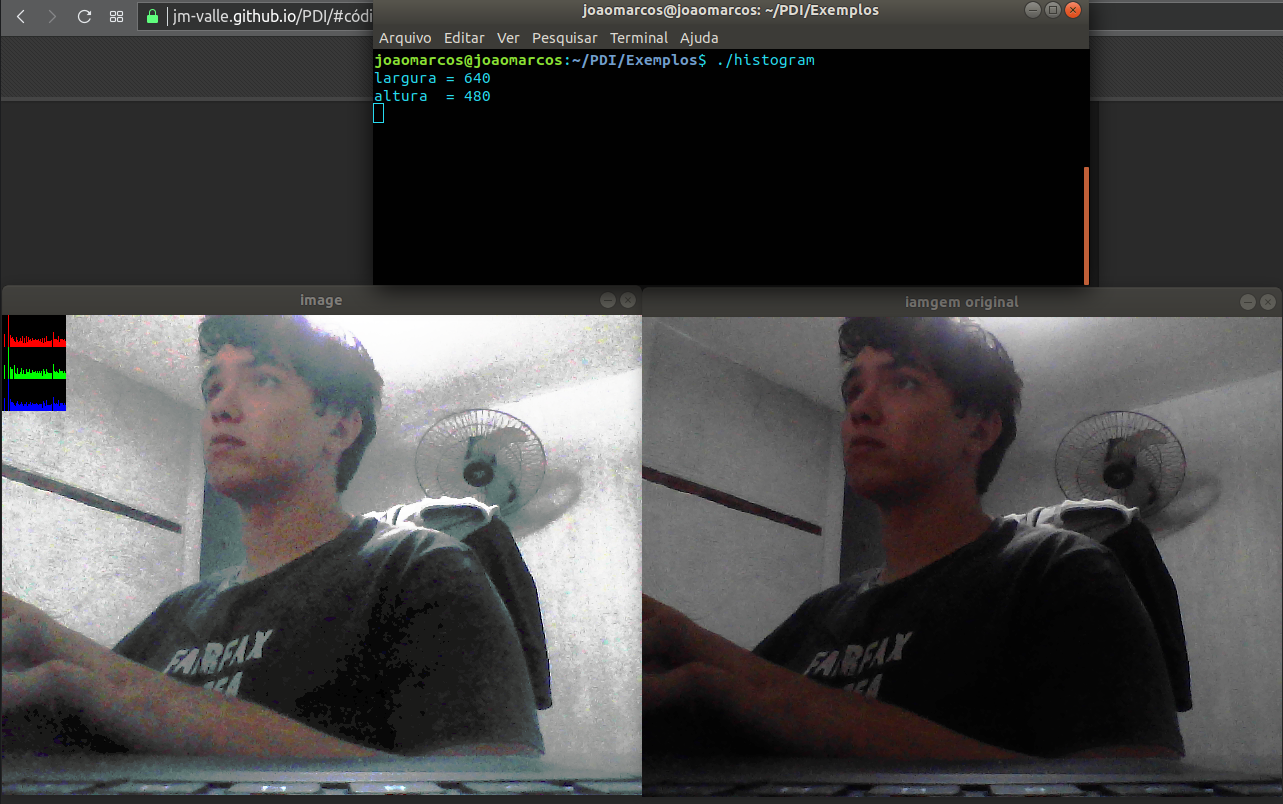 jm-valle.github.io/PDI/#códi
joaomarcos@joaomarcos: ~/PDI/Exemplos
Arquivo Editar Ver Pesquisar Terminal Ajuda
joaomarcos@joaomarcos:~/PDI/Exemplos$ ./histogram
largura = 640
altura  = 480
image
iamgem original
FAIRFAX
FAIRFAX